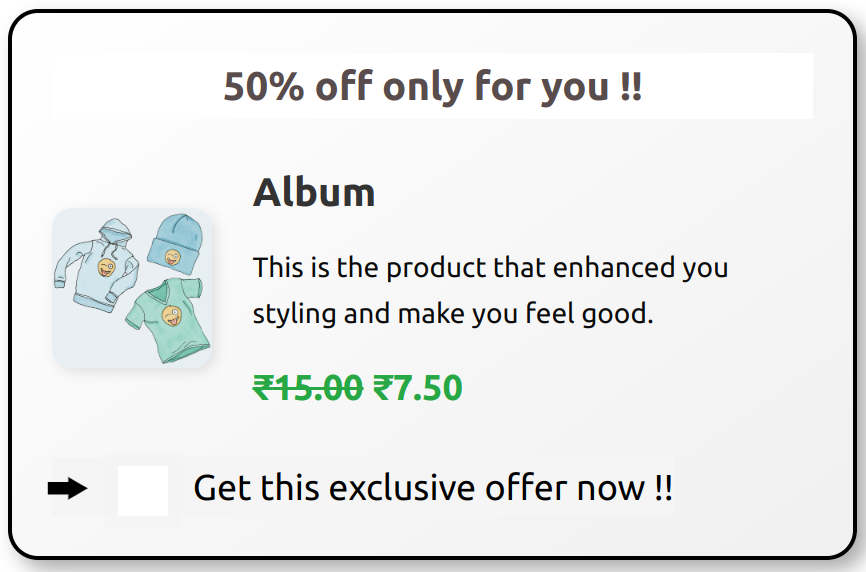 50% off only for you !!
Album
This is the product that enhanced you
styling and make you feel good.
₹15.00 ₹7.50
Get this exclusive offer now !!